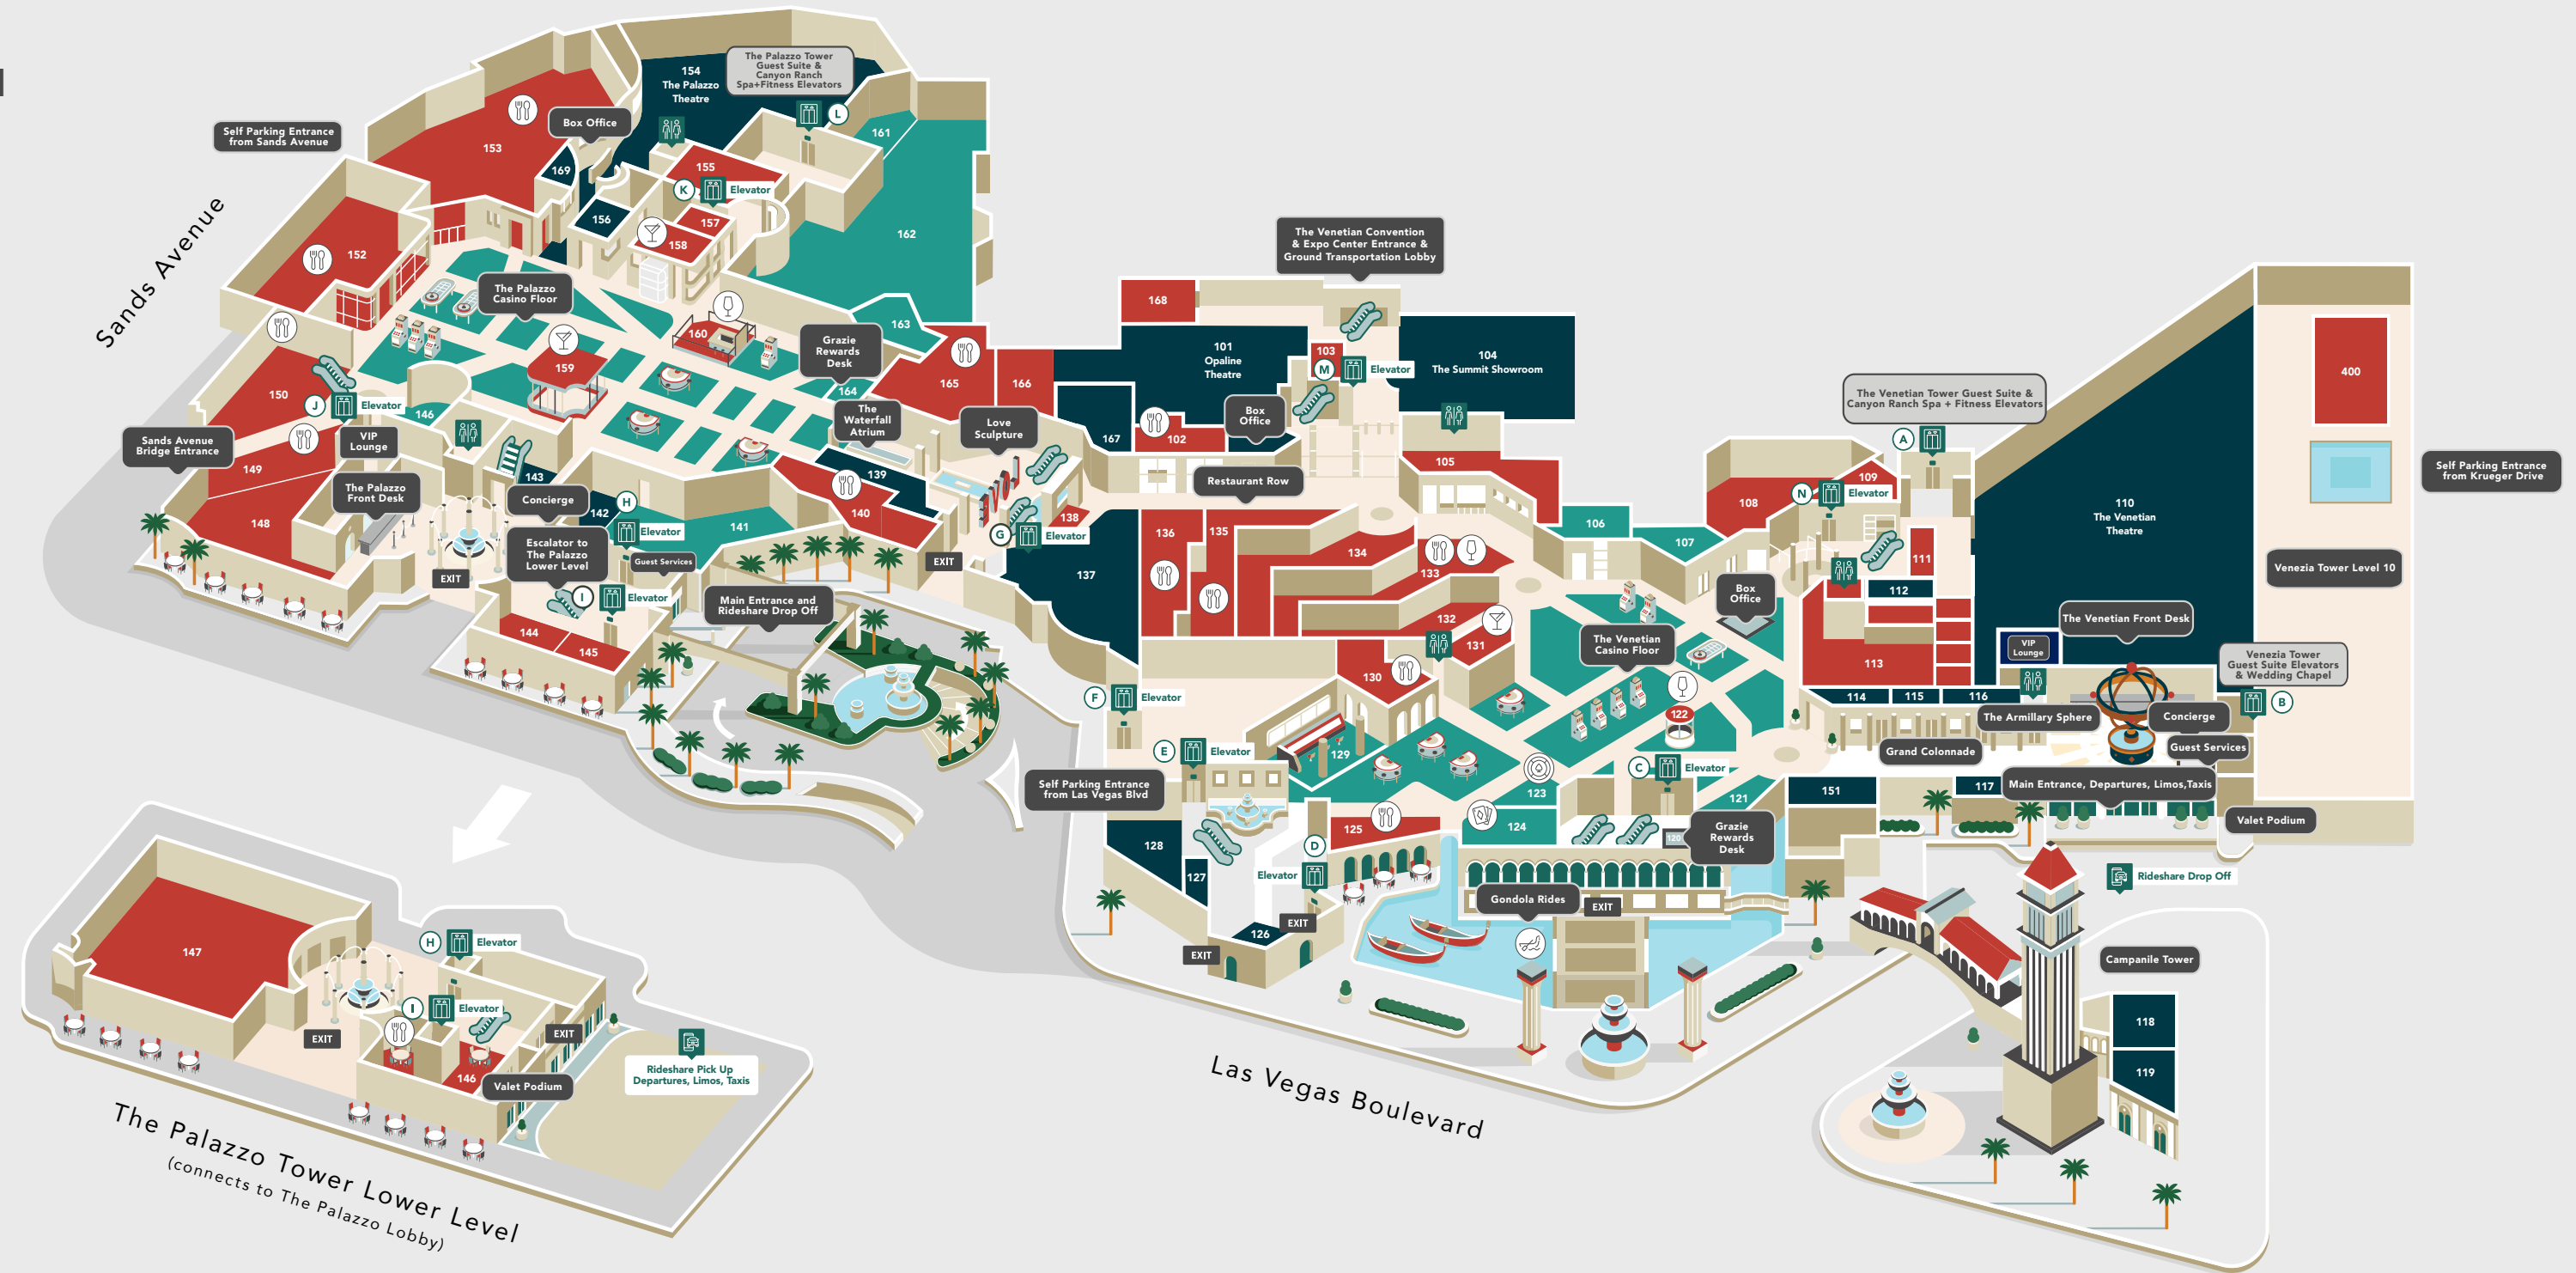 154
The Palazzo
Theatre
The Palazzo Tower
Guest Suite &
Canyon Ranch
Spa+Fitness Elevators
L
Self Parking Entrance
from Sands Avenue
Box Office
153
161
169
155
K
Elevator
156
157
158
162
152
Sands Avenue
The Palazzo
Casino Floor
160
163
Grazie
Rewards
Desk
159
164
165
166
150
J
Elevator
146
The
Waterfall
Atrium
Love
Sculpture
VIP
Lounge
Sands Avenue
Bridge Entrance
149
143
139
The Palazzo
Front Desk
Concierge
H
142
148
141
140
138
Elevator
G
Elevator
Escalator to
The Palazzo
Lower Level
Guest Services
EXIT
EXIT
I
Elevator
Main Entrance and
Rideshare Drop Off
144
145
137
The Venetian Convention
& Expo Center Entrance &
Ground Transportation Lobby
168
101
Opaline
Theatre
103
M
Elevator
104
The Summit Showroom
Box
Office
167
102
105
Restaurant Row
136
135
134
133
132
131
130
106
107
108
109
N
Elevator
The Venetian Tower Guest Suite &
Canyon Ranch Spa + Fitness Elevators
A
110
The Venetian
Theatre
400
Self Parking Entrance
from Krueger Drive
Venezia Tower Level 10
111
112
Box
Office
The Venetian
Casino Floor
113
VIP
Lounge
The Venetian Front Desk
Venezia Tower
Guest Suite Elevators
& Wedding Chapel
B
114
115
116
The Armillary Sphere
Concierge
Grand Colonnade
Guest Services
Main Entrance, Departures, Limos,Taxis
117
151
Valet Podium
F
Elevator
E
Elevator
129
122
C
Elevator
123
121
Self Parking Entrance
from Las Vegas Blvd
125
124
120
Grazie
Rewards
Desk
128
127
D
Elevator
126
EXIT
EXIT
Gondola Rides
EXIT
Rideshare Drop Off
Campanile Tower
118
119
Las Vegas Boulevard
147
H
Elevator
I
Elevator
EXIT
EXIT
146
Valet Podium
Rideshare Pick Up
Departures, Limos, Taxis
The Palazzo Tower Lower Level
(connects to The Palazzo Lobby)